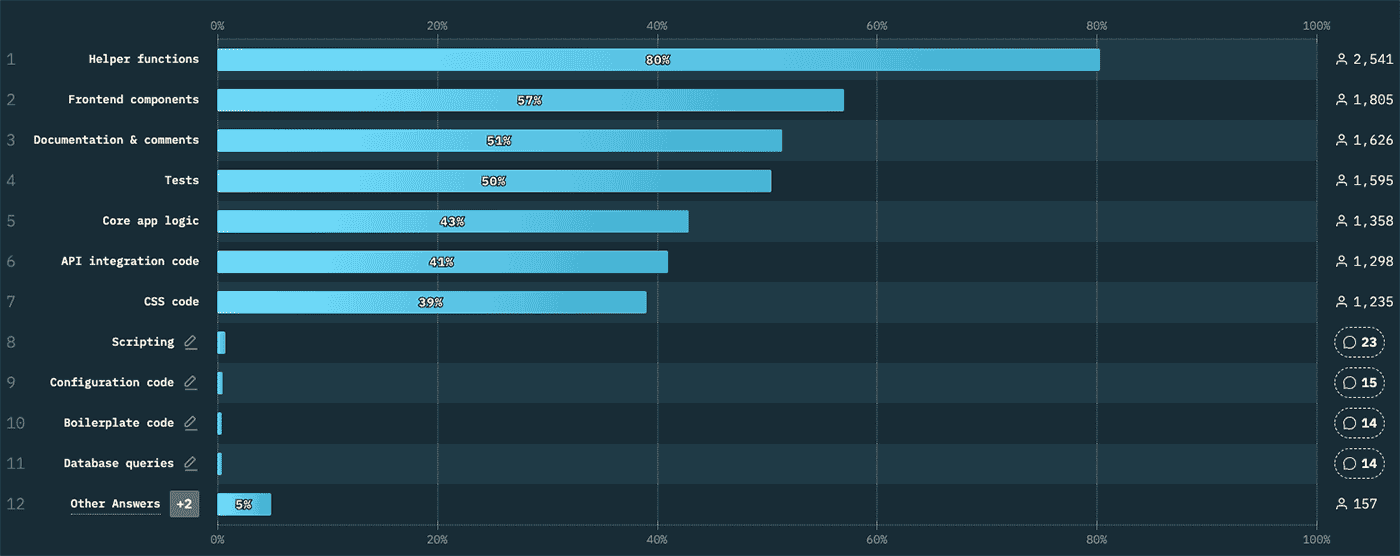 0% 20% 40% 60% 80% 100%
1 Helper functions 80% 2,541
2 Frontend components 57% 1,805
3 Documentation & comments 51% 1,626
4 Tests 50% 1,595
5 Core app logic 43% 1,358
6 API integration code 41% 1,298
7 CSS code 39% 1,235
8 Scripting 23
9 Configuration code 15
10 Boilerplate code 14
11 Database queries 14
12 Other Answers +2 5% 157
0% 20% 40% 60% 80% 100%